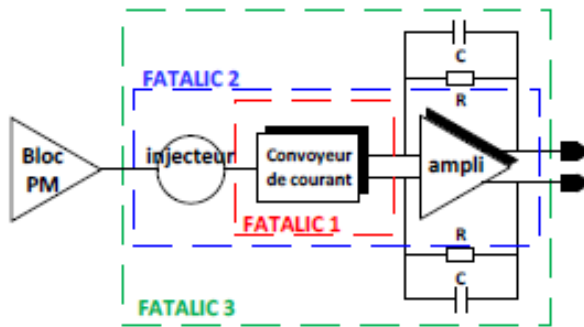 C
R
FATALIC 2
Bloc
PM
injecteur
Convoyeur
de courant
ampli
FATALIC 1
R
C
FATALIC 3